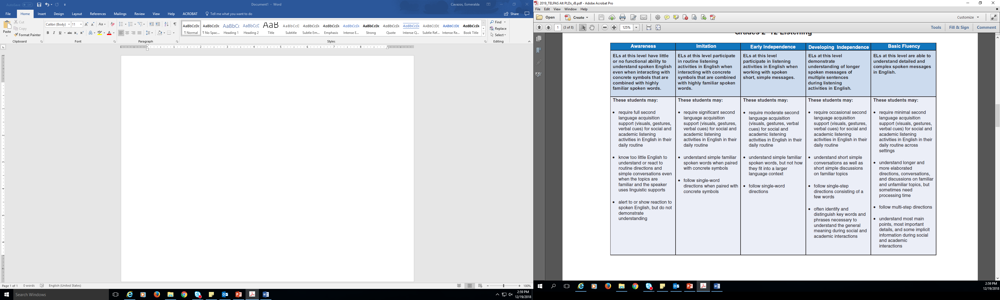 AutoSave Off
Document1 - Word
Cavazos, Esmeralda
File Home Insert Design Layout References Mailings Review View Help ACROBAT Tell me what you want to do
Share
Paste
Cut
Copy
Format Painter
Clipboard
Calibri (Body) 11
Font
Paragraph
AaBbCcDc AaBbCcDc AaBbCc AaBbCcD AaB AaBbCcD AaBbCcDc AaBbCcDc AaBbCcDc AaBbCcDc AaBbCcDc AaBbCcDc AABBCCDC AABBCCDC AaBbCcDc
¶ Normal ¶ No Spac... Heading 1 Heading 2 Title Subtitle Subtle Em... Emphasis Intense E... Strong Quote Intense Q... Subtle Ref... Intense Re... Book Title
Styles
Find
Replace
Select
Editing
Page 1 of 1 0 words English (United States)
100%
Search Windows
2:59 PM
12/19/2018
2019_TELPAS Alt PLDs_rB.pdf - Adobe Acrobat Pro
File Edit View Window Help
Open Create
Customize
1 (3 of 8) 125%
Tools Fill & Sign Comment
Grades 2–12 Listening
Awareness
ELs at this level have little
or no functional ability to
understand spoken English
even when interacting with
concrete symbols that are
combined with highly
familiar spoken words.
These students may:
• require full second
language acquisition
support (visuals, gestures,
verbal cues) for social and
academic listening
activities in English in their
daily routine
• know too little English to
understand or react to
routine directions and
simple conversations even
when the topics are
familiar and the speaker
uses linguistic supports
• alert to or show reaction to
spoken English, but do not
demonstrate
understanding
Imitation
ELs at this level participate
in routine listening
activities in English when
interacting with concrete
symbols that are combined
with highly familiar spoken
words.
These students may:
• require significant second
language acquisition
support (visuals, gestures,
verbal cues) for social and
academic listening
activities in English in their
daily routine
• understand simple familiar
spoken words when paired
with concrete symbols
• follow single-word
directions when paired with
concrete symbols
Early Independence
ELs at this level
participate in listening
activities in English when
working with spoken
short, simple messages.
These students may:
• require moderate second
language acquisition
(visuals, gestures, verbal
cues) for social and
academic listening
activities in English in their
daily routine
• understand simple familiar
spoken words, but not how
they fit into a larger
language context
• follow single-word
directions
Developing Independence
ELs at this level
demonstrate
understanding of longer
spoken messages of
multiple sentences
during listening
activities in English.
These students may:
• require occasional second
language acquisition
support (visuals, gestures,
verbal cues) for social and
academic listening
activities in English in their
daily routine
• understand short simple
conversations as well as
short simple discussions
on familiar topics
• follow single-step
directions consisting of a
few words
• often identify and
distinguish key words and
phrases necessary to
understand the general
meaning during social and
academic interactions
Basic Fluency
ELs at this level are able to
understand detailed and
complex spoken messages
in English.
These students may:
• require minimal second
language acquisition
support (visuals, gestures,
verbal cues) for social and
academic listening
activities in English in their
daily routine across
settings
• understand longer and
more elaborated
directions, conversations,
and discussions on familiar
and unfamiliar topics, but
sometimes need
processing time
• follow multi-step directions
• understand most main
points, most important
details, and some implicit
information during social
and academic
interactions
2:59 PM
12/19/2018